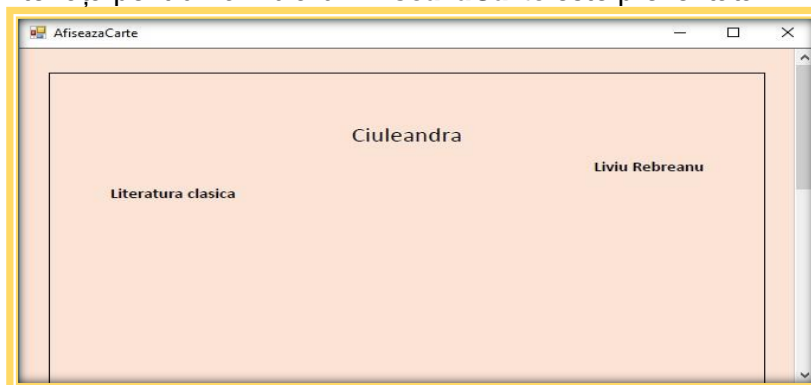 AfiseazaCarte
Ciuleandra
Liviu Rebreanu
Literatura clasica